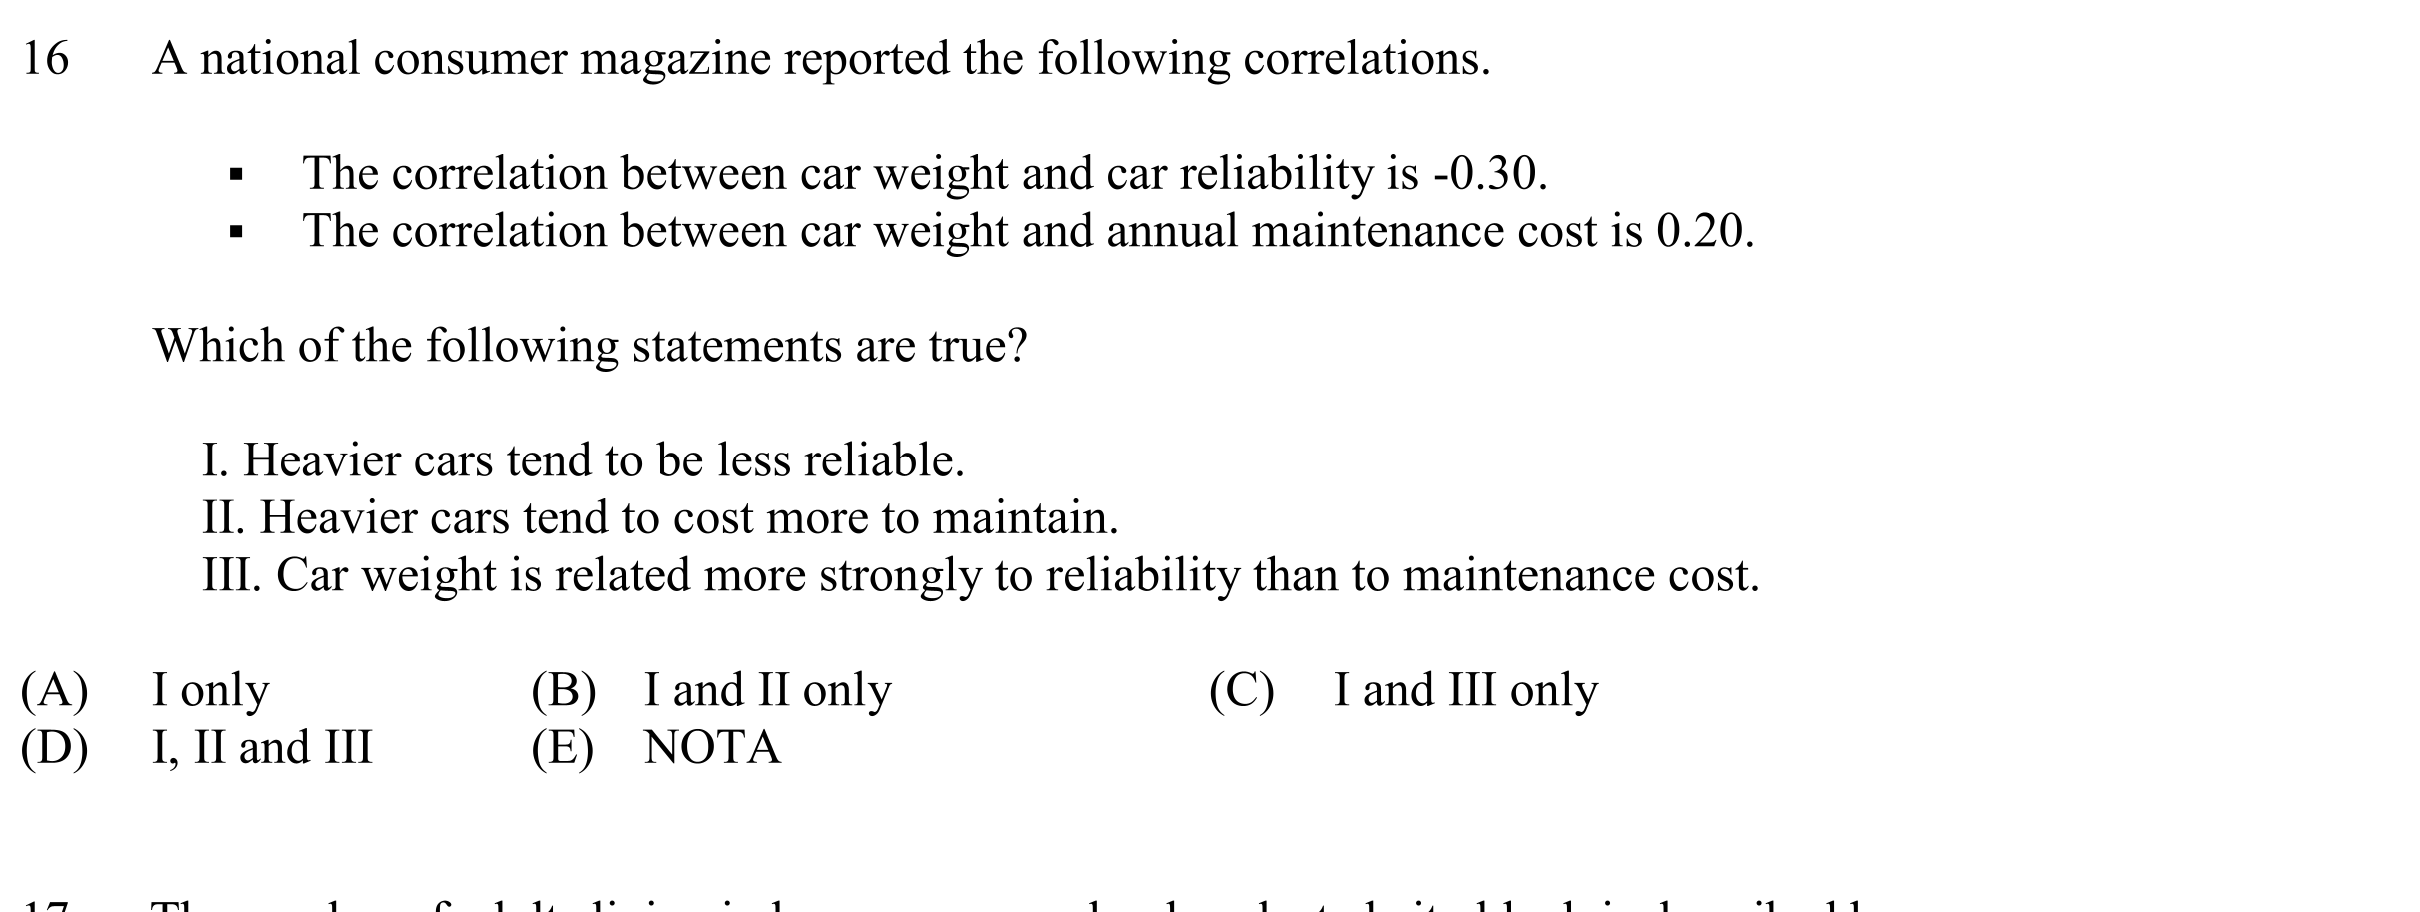 16 A national consumer magazine reported the following correlations.
▪ The correlation between car weight and car reliability is -0.30.
▪ The correlation between car weight and annual maintenance cost is 0.20.
Which of the following statements are true?
I. Heavier cars tend to be less reliable.
II. Heavier cars tend to cost more to maintain.
III. Car weight is related more strongly to reliability than to maintenance cost.
(A) I only (B) I and II only (C) I and III only
(D) I, II and III (E) NOTA
17